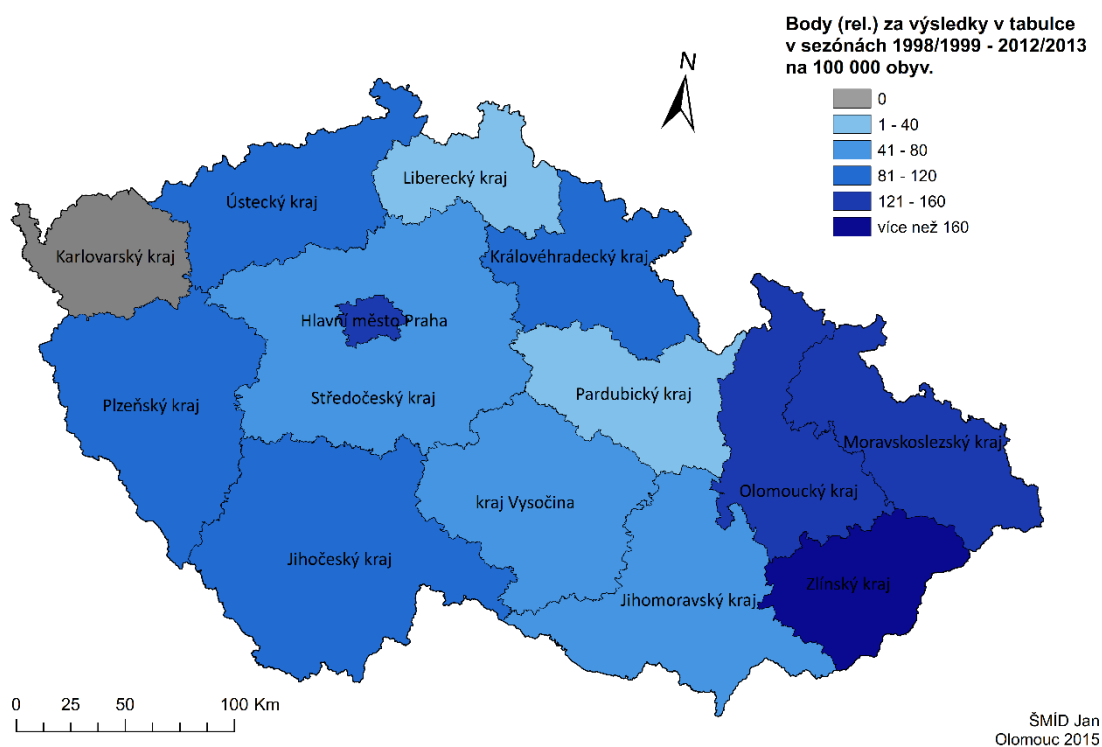 Body (rel.) za výsledky v tabulce
v sezónách 1998/1999 - 2012/2013
na 100 000 obyv.
0
1 - 40
41 - 80
81 - 120
121 - 160
více než 160
N
Liberecký kraj
Ústecký kraj
Karlovarský kraj
Královéhradecký kraj
Hlavní město Praha
Plzeňský kraj
Středočeský kraj
Pardubický kraj
Moravskoslezský kraj
Olomoucký kraj
kraj Vysočina
Jihočeský kraj
Zlínský kraj
Jihomoravský kraj
0 25 50 100 Km
ŠMÍD Jan
Olomouc 2015